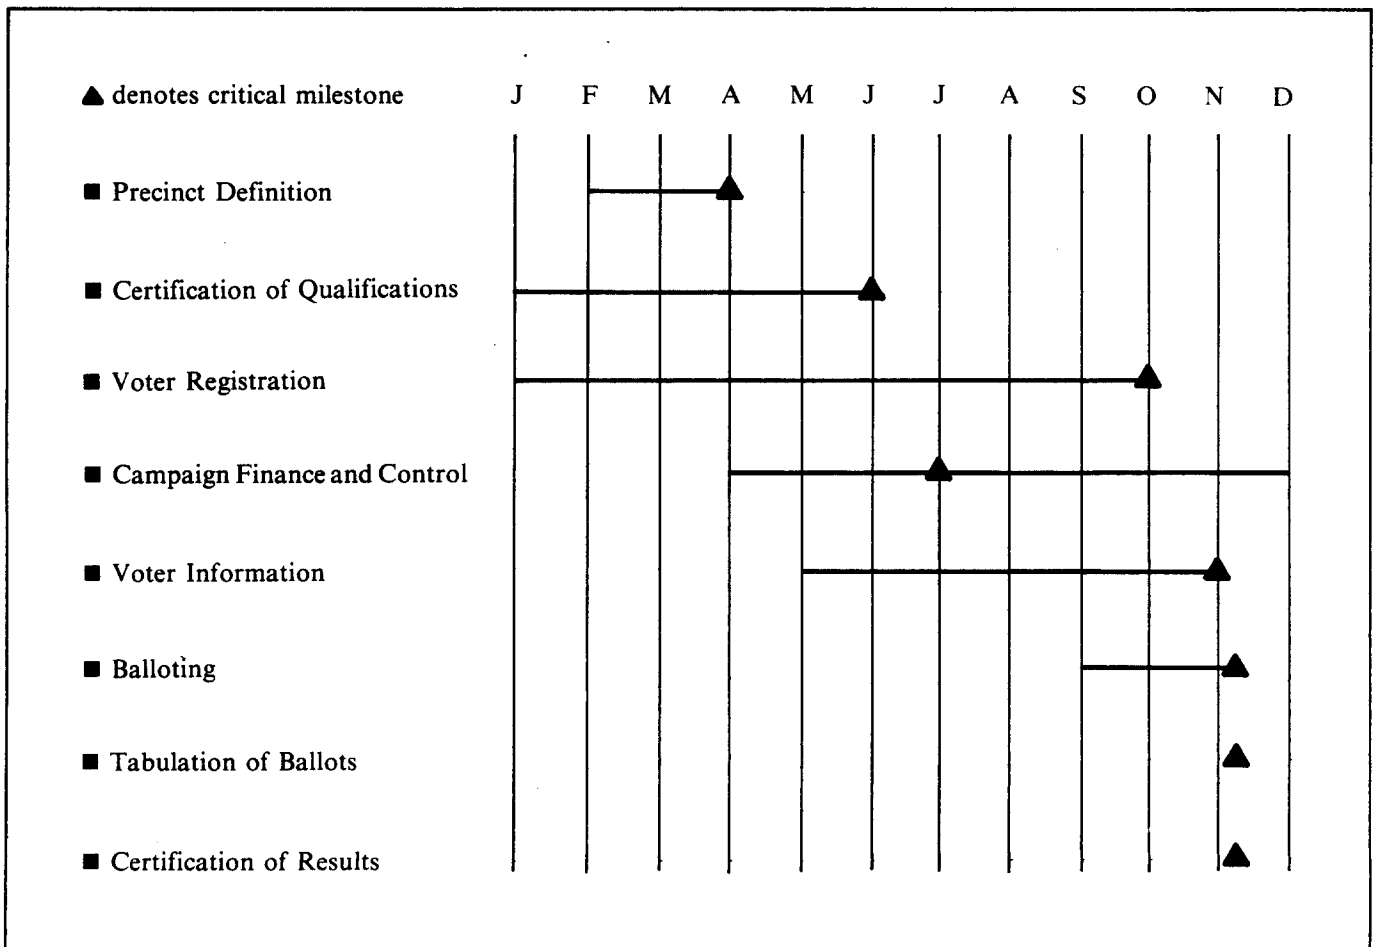 ▲ denotes critical milestone J F M A M J J A S O N D
■ Precinct Definition
■ Certification of Qualifications
■ Voter Registration
■ Campaign Finance and Control
■ Voter Information
■ Balloting
■ Tabulation of Ballots
■ Certification of Results